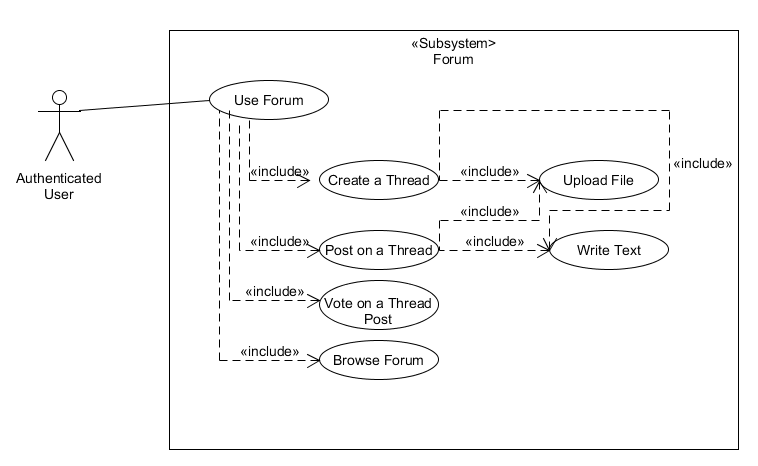 «Subsystem>
Forum
Use Forum
Authenticated
User
«include»
Create a Thread
«include»
Upload File
«include»
«include»
«include»
Post on a Thread
«include»
Write Text
«include»
Vote on a Thread
Post
«include»
Browse Forum